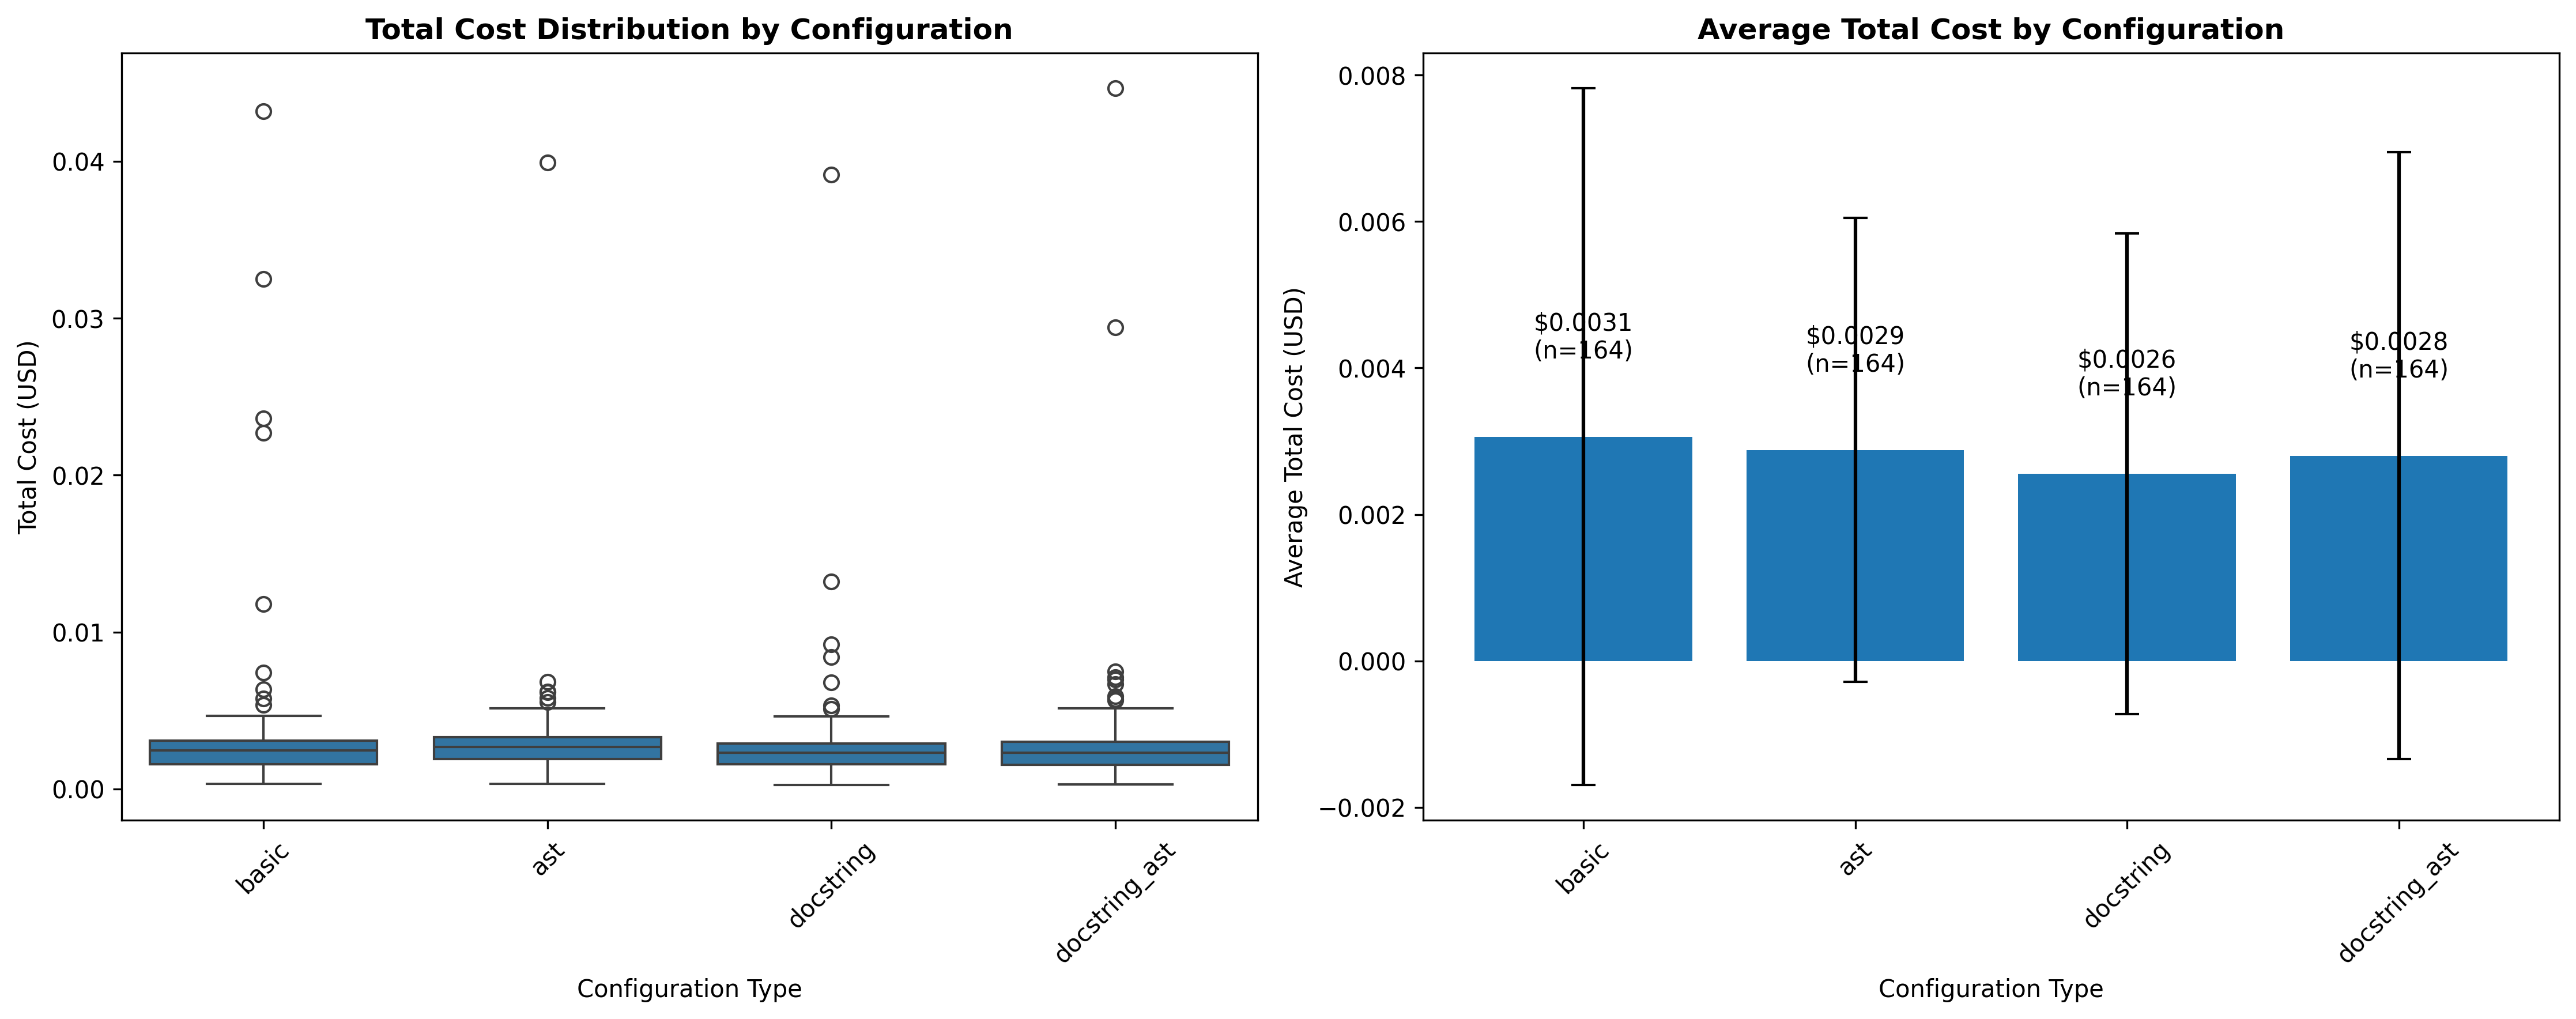 Total Cost Distribution by Configuration
Total Cost (USD)
0.04
0.03
0.02
0.01
0.00
basic
ast
docstring
docstring_ast
Configuration Type
Average Total Cost by Configuration
Average Total Cost (USD)
0.008
0.006
0.004
0.002
0.000
−0.002
$0.0031
(n=164)
$0.0029
(n=164)
$0.0026
(n=164)
$0.0028
(n=164)
basic
ast
docstring
docstring_ast
Configuration Type